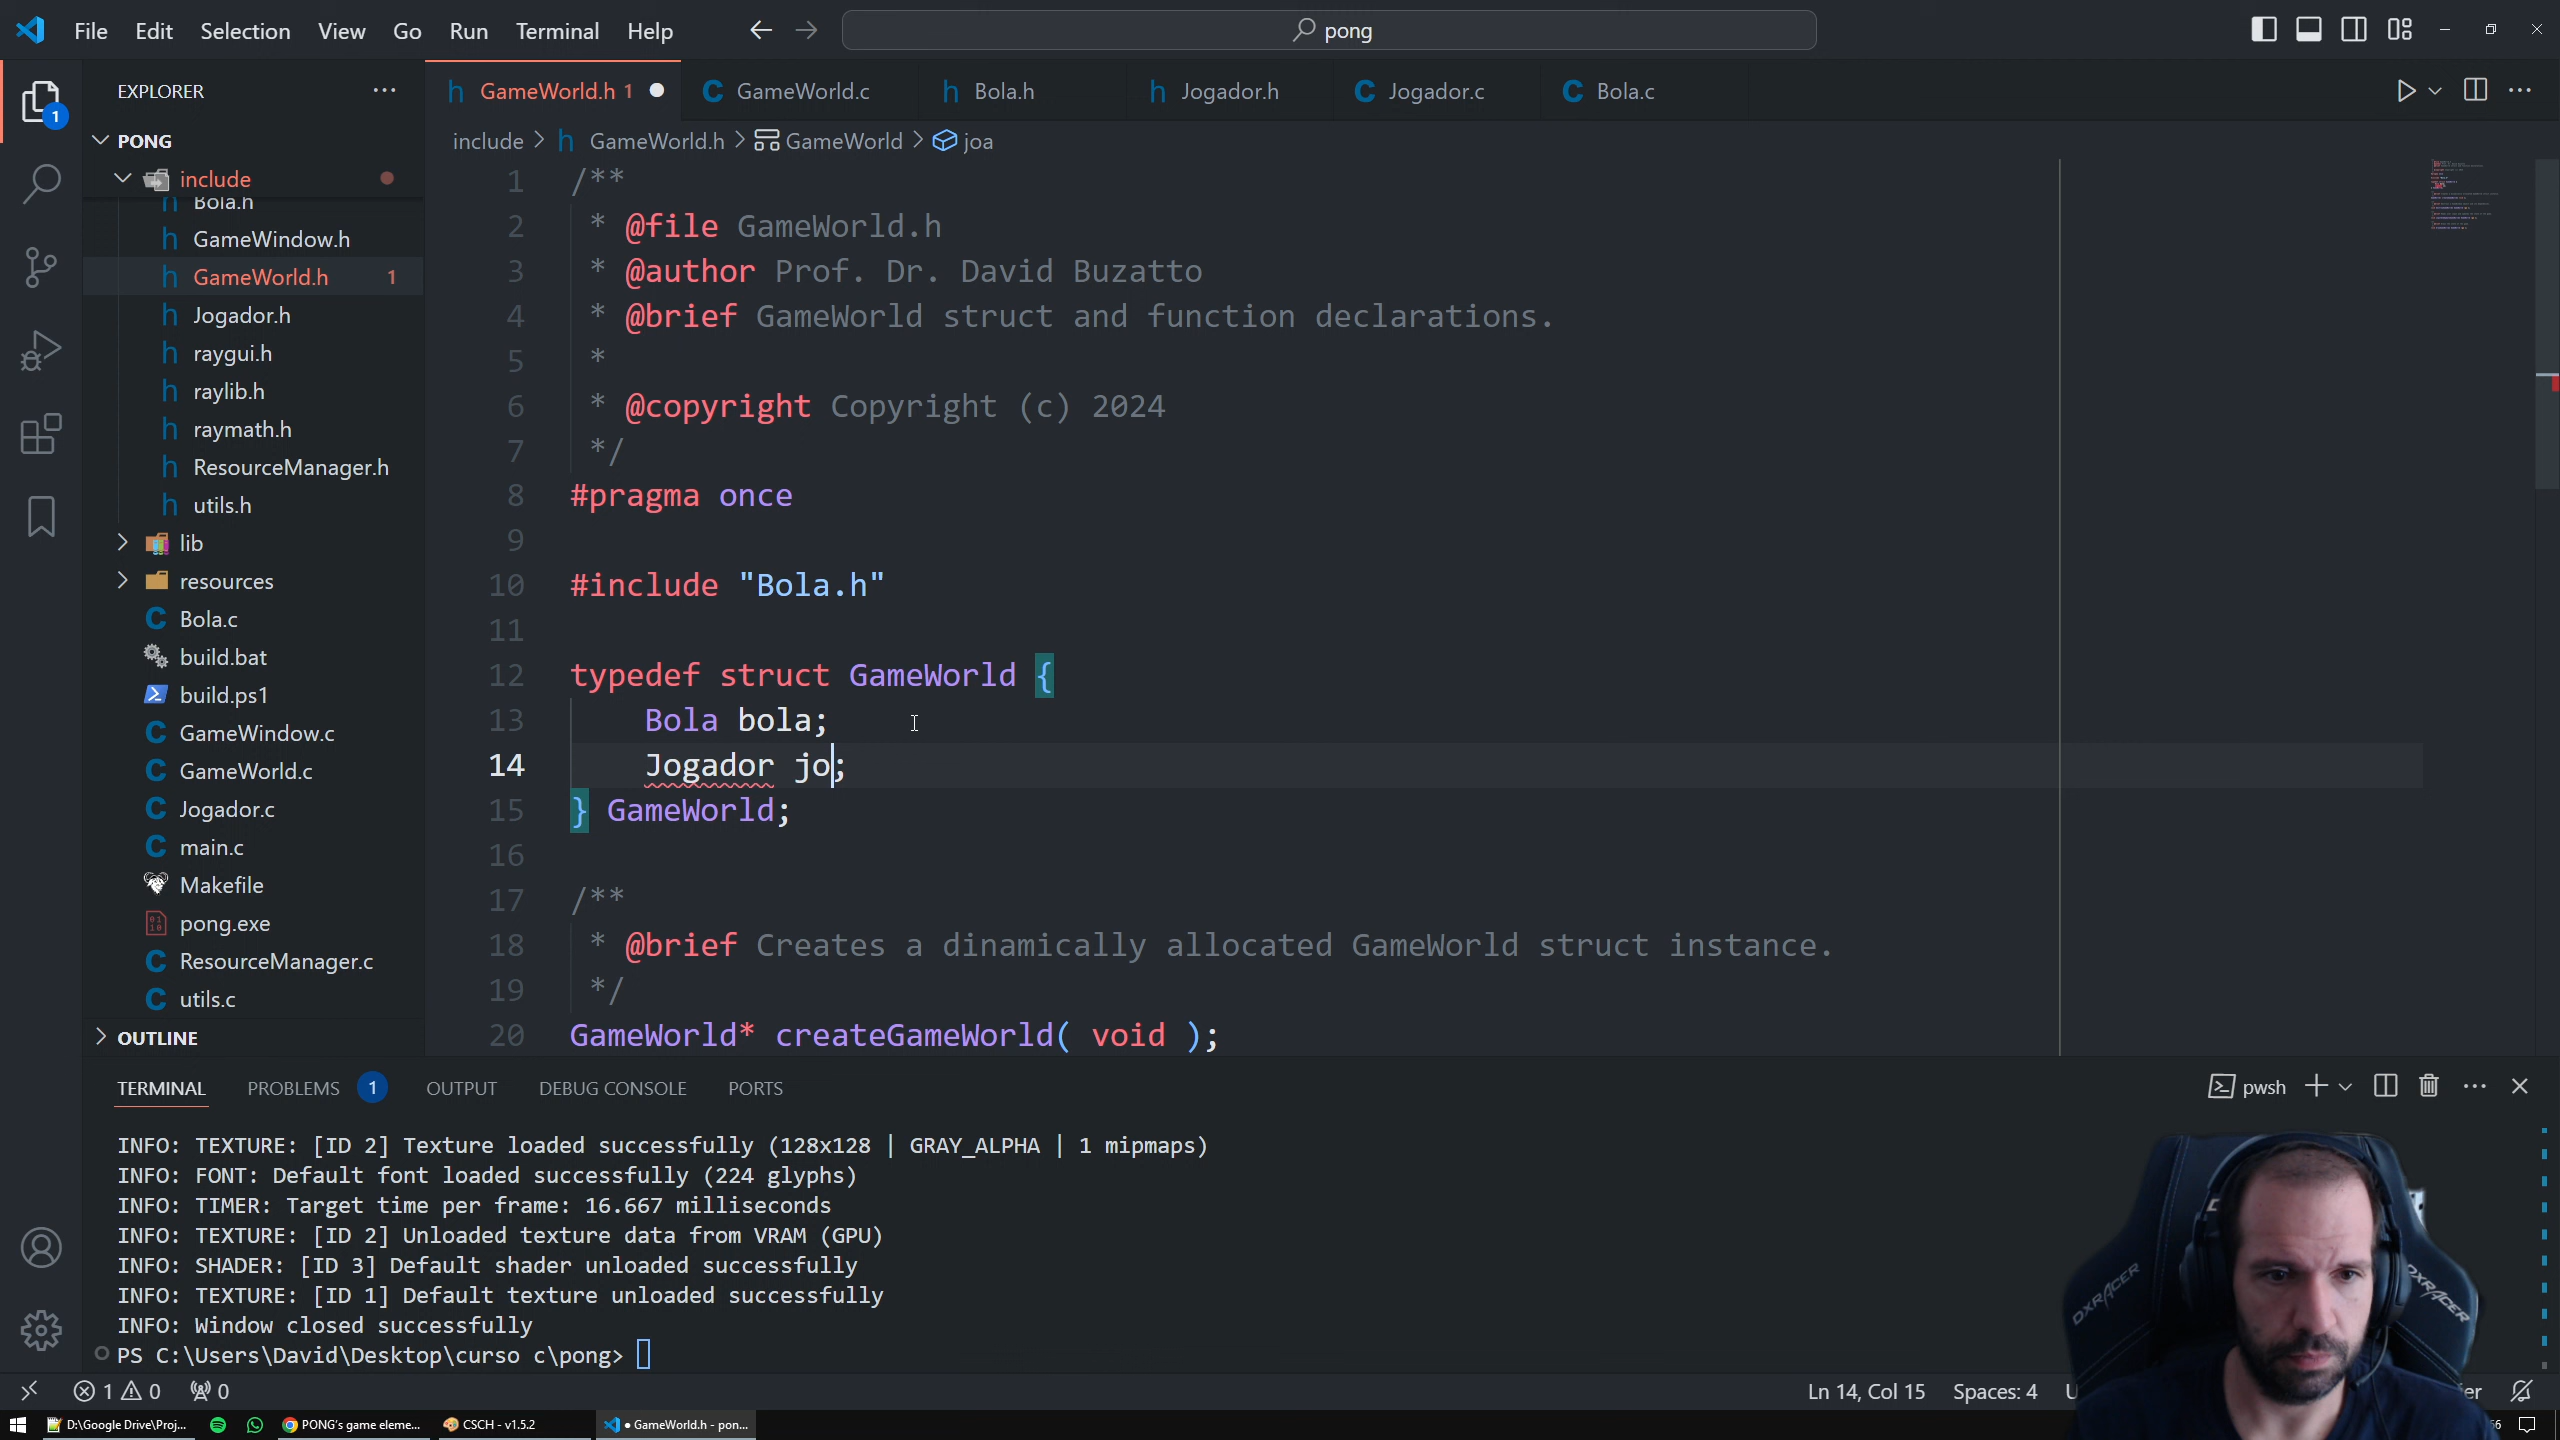 File Edit Selection View Go Run Terminal Help
pong
EXPLORER
GameWorld.h 1
GameWorld.c
Bola.h
Jogador.h
Jogador.c
Bola.c
include > GameWorld.h > GameWorld > joa
1
PONG
include
Bola.h
GameWindow.h
GameWorld.h 1
Jogador.h
raygui.h
raylib.h
raymath.h
ResourceManager.h
utils.h
lib
resources
Bola.c
build.bat
build.ps1
GameWindow.c
GameWorld.c
Jogador.c
main.c
Makefile
pong.exe
ResourceManager.c
utils.c
OUTLINE
1 /**
2  * @file GameWorld.h
3  * @author Prof. Dr. David Buzatto
4  * @brief GameWorld struct and function declarations.
5  *
6  * @copyright Copyright (c) 2024
7  */
8 #pragma once
9
10 #include "Bola.h"
11
12 typedef struct GameWorld {
13     Bola bola;
14     Jogador jo;
15 } GameWorld;
16
17 /**
18  * @brief Creates a dinamically allocated GameWorld struct instance.
19  */
20 GameWorld* createGameWorld( void );
TERMINAL PROBLEMS 1 OUTPUT DEBUG CONSOLE PORTS
pwsh
INFO: TEXTURE: [ID 2] Texture loaded successfully (128x128 | GRAY_ALPHA | 1 mipmaps)
INFO: FONT: Default font loaded successfully (224 glyphs)
INFO: TIMER: Target time per frame: 16.667 milliseconds
INFO: TEXTURE: [ID 2] Unloaded texture data from VRAM (GPU)
INFO: SHADER: [ID 3] Default shader unloaded successfully
INFO: TEXTURE: [ID 1] Default texture unloaded successfully
INFO: Window closed successfully
PS C:\Users\David\Desktop\curso c\pong>
DXRACER
DXRACER
1 0 0
Ln 14, Col 15 Spaces: 4
D:\Google Drive\Proj...
PONG's game eleme...
CSCH - v1.5.2
● GameWorld.h - pon...